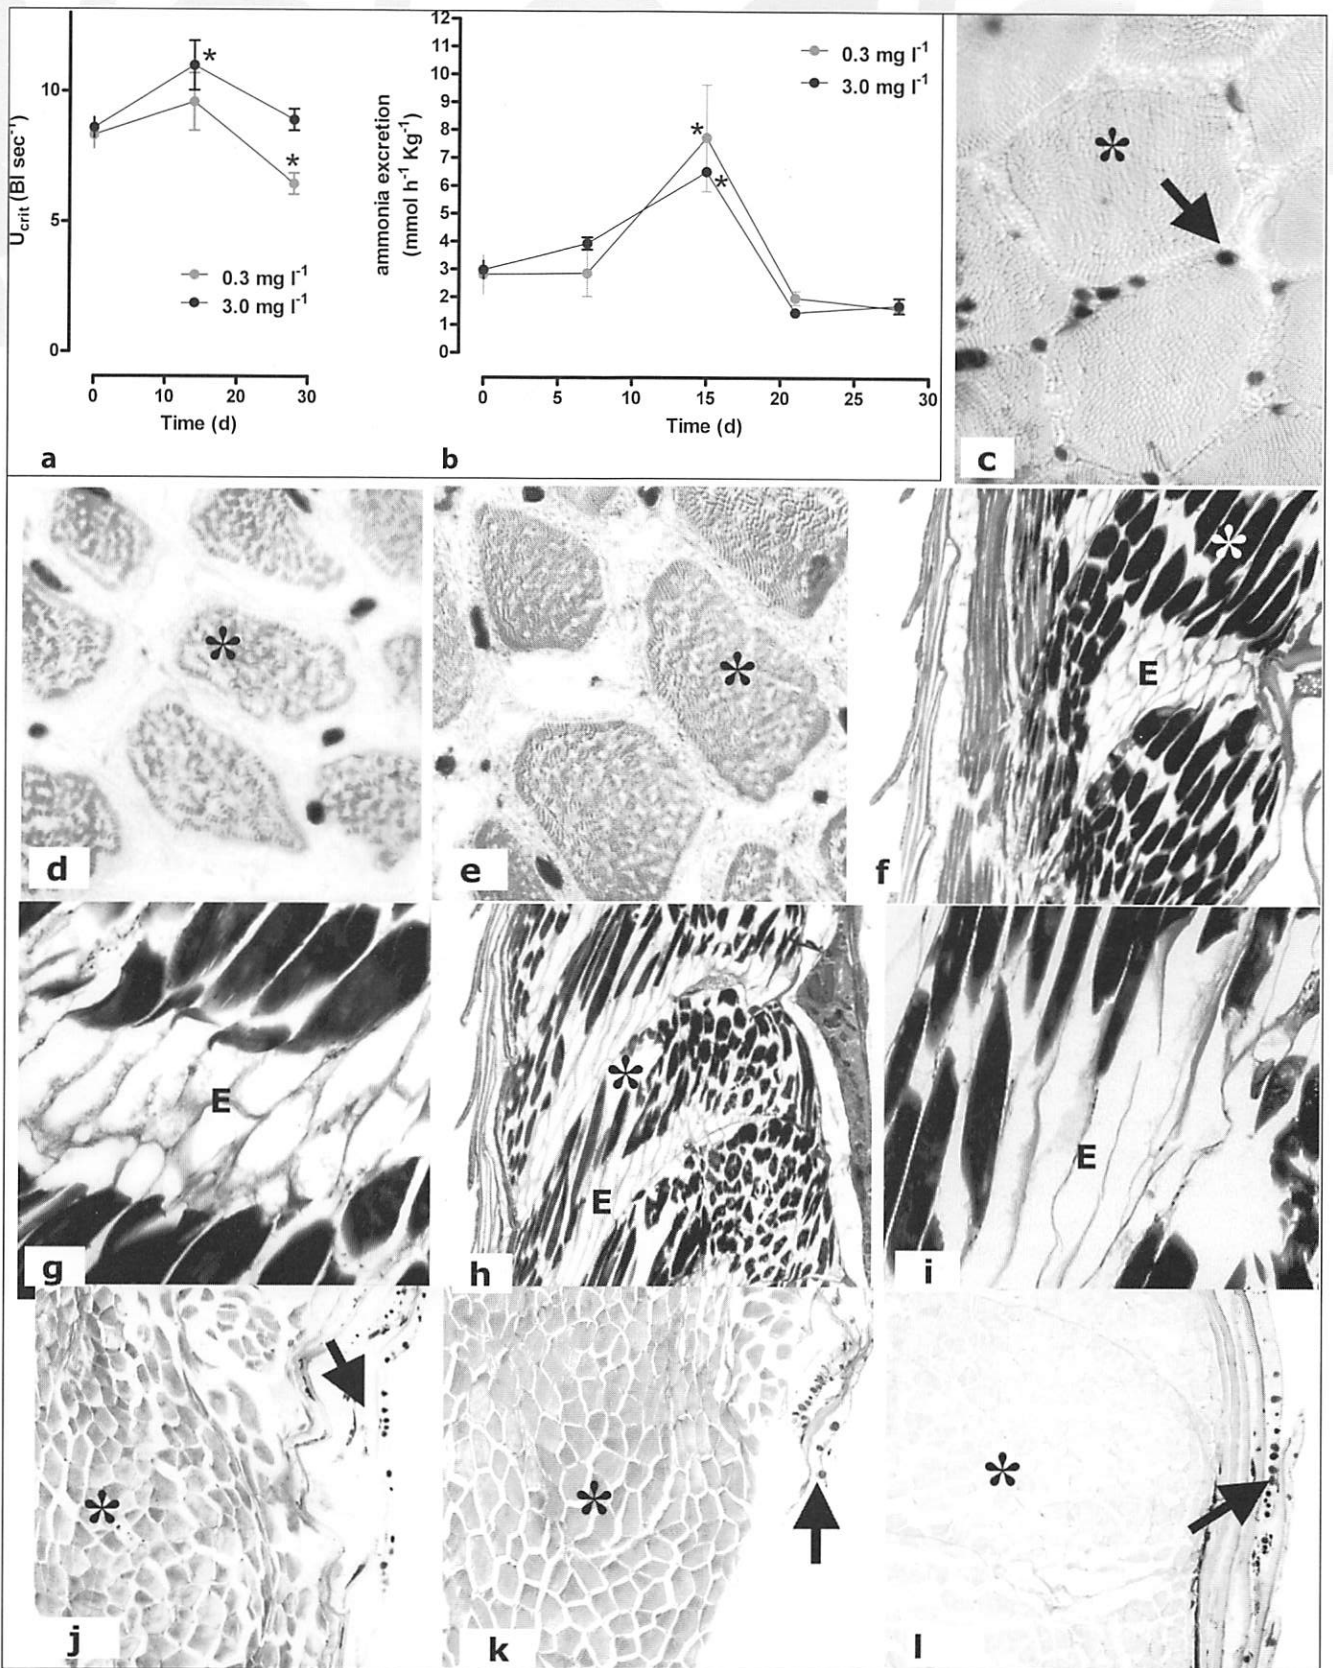 10
5
0
U_crit (Bl sec⁻¹)
*
*
0.3 mg l⁻¹
3.0 mg l⁻¹
0 10 20 30
Time (d)
a
12
11
10
9
8
7
6
5
4
3
2
1
0
ammonia excretion
(mmol h⁻¹ Kg⁻¹)
0.3 mg l⁻¹
3.0 mg l⁻¹
*
*
0 5 10 15 20 25 30
Time (d)
b
*
c
*
d
*
e
*
E
f
E
g
*
E
h
E
i
*
j
*
k
*
l